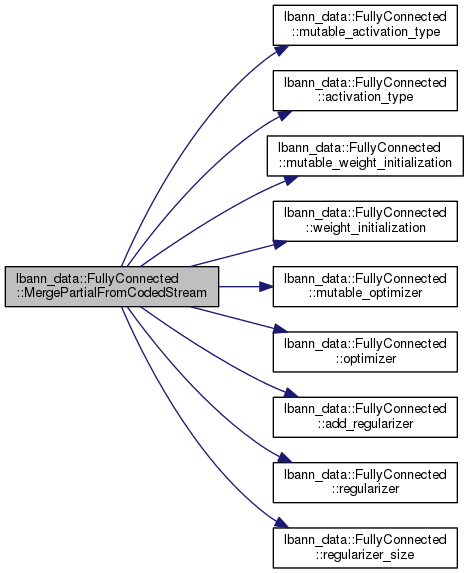 lbann_data::FullyConnected
::mutable_activation_type
lbann_data::FullyConnected
::activation_type
lbann_data::FullyConnected
::mutable_weight_initialization
lbann_data::FullyConnected
::weight_initialization
lbann_data::FullyConnected
::MergePartialFromCodedStream
lbann_data::FullyConnected
::mutable_optimizer
lbann_data::FullyConnected
::optimizer
lbann_data::FullyConnected
::add_regularizer
lbann_data::FullyConnected
::regularizer
lbann_data::FullyConnected
::regularizer_size